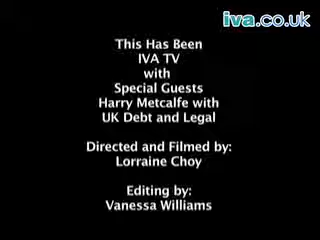 iva.co.uk
This Has Been
IVA TV
with
Special Guests
Harry Metcalfe with
UK Debt and Legal
Directed and Filmed by:
Lorraine Choy
Editing by:
Vanessa Williams